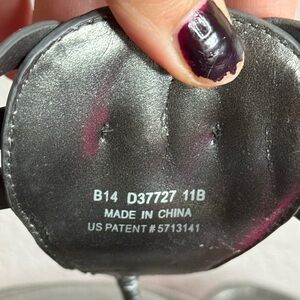 B14 D37727 11B
MADE IN CHINA
US PATENT # 5713141